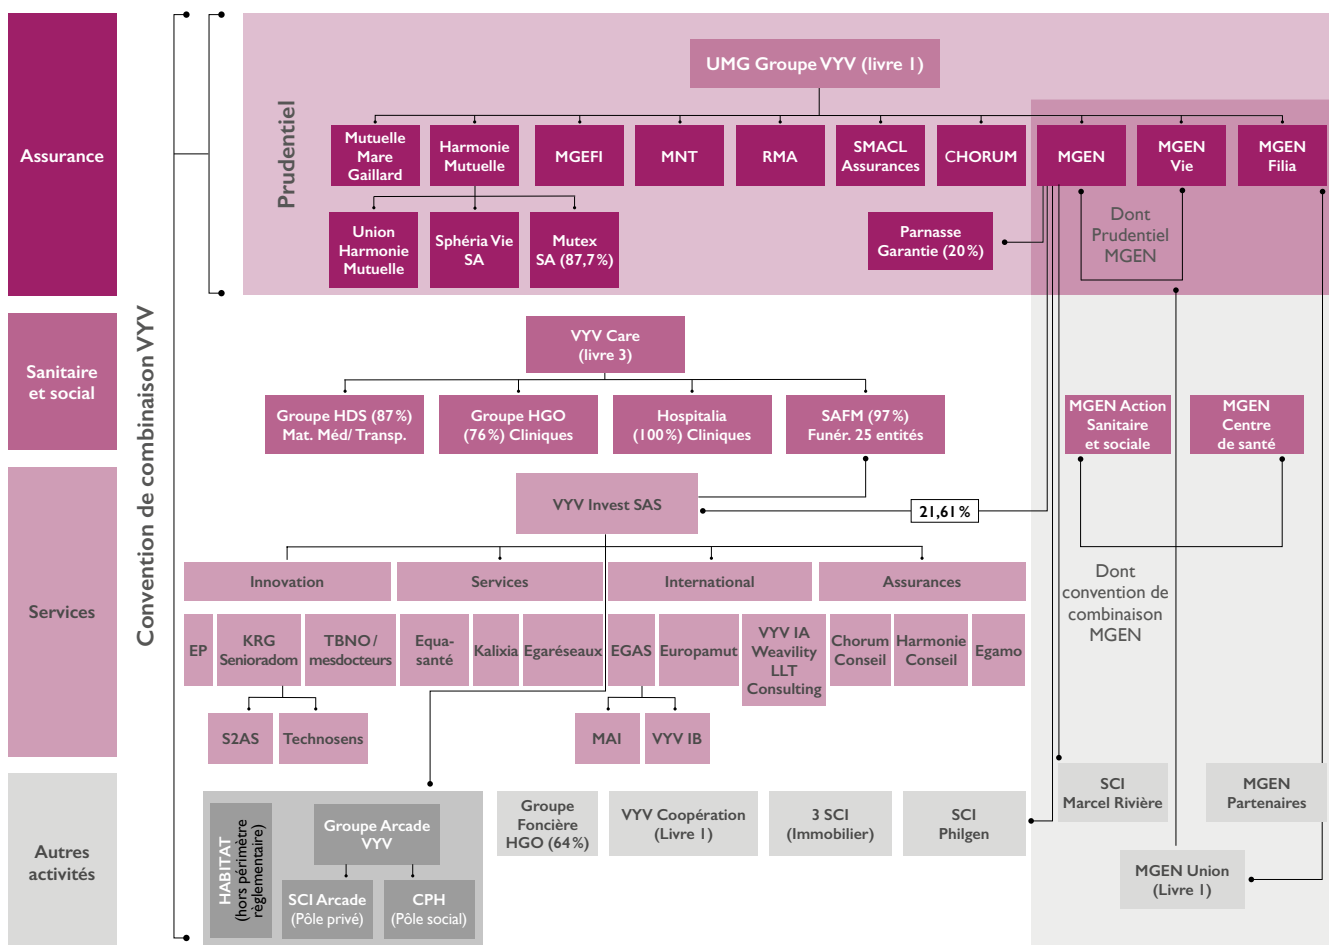 Assurance
Sanitaire
et social
Services
Autres
activités
Convention de combinaison VYV
Prudentiel
UMG Groupe VYV (livre 1)
Mutuelle
Mare
Gaillard
Harmonie
Mutuelle
MGEFI
MNT
RMA
SMACL
Assurances
CHORUM
MGEN
MGEN
Vie
MGEN
Filia
Union
Harmonie
Mutuelle
Sphéria Vie
SA
Mutex
SA (87,7%)
Parnasse
Garantie (20%)
Dont
Prudentiel
MGEN
VYV Care
(livre 3)
Groupe HDS (87%)
Mat. Méd/ Transp.
Groupe HGO
(76%) Cliniques
Hospitalia
(100%) Cliniques
SAFM (97%)
Funér. 25 entités
MGEN Action
Sanitaire
et sociale
MGEN
Centre
de santé
VYV Invest SAS
21,61%
Innovation
Services
International
Assurances
Dont
convention de
combinaison
MGEN
EP
KRG
Senioradom
TBNO/
mesdocteurs
Equa-
santé
Kalixia
Egaréseaux
EGAS
Europamut
VYV IA
Weavility
LLT
Consulting
Chorum
Conseil
Harmonie
Conseil
Egamo
S2AS
Technosens
MAI
VYV IB
HABITAT
(hors périmètre
règlementaire)
Groupe Arcade
VYV
SCI Arcade
(Pôle privé)
CPH
(Pôle social)
Groupe
Foncière
HGO (64%)
VYV Coopération
(Livre 1)
3 SCI
(Immobilier)
SCI
Philgen
SCI
Marcel Rivière
MGEN
Partenaires
MGEN Union
(Livre 1)